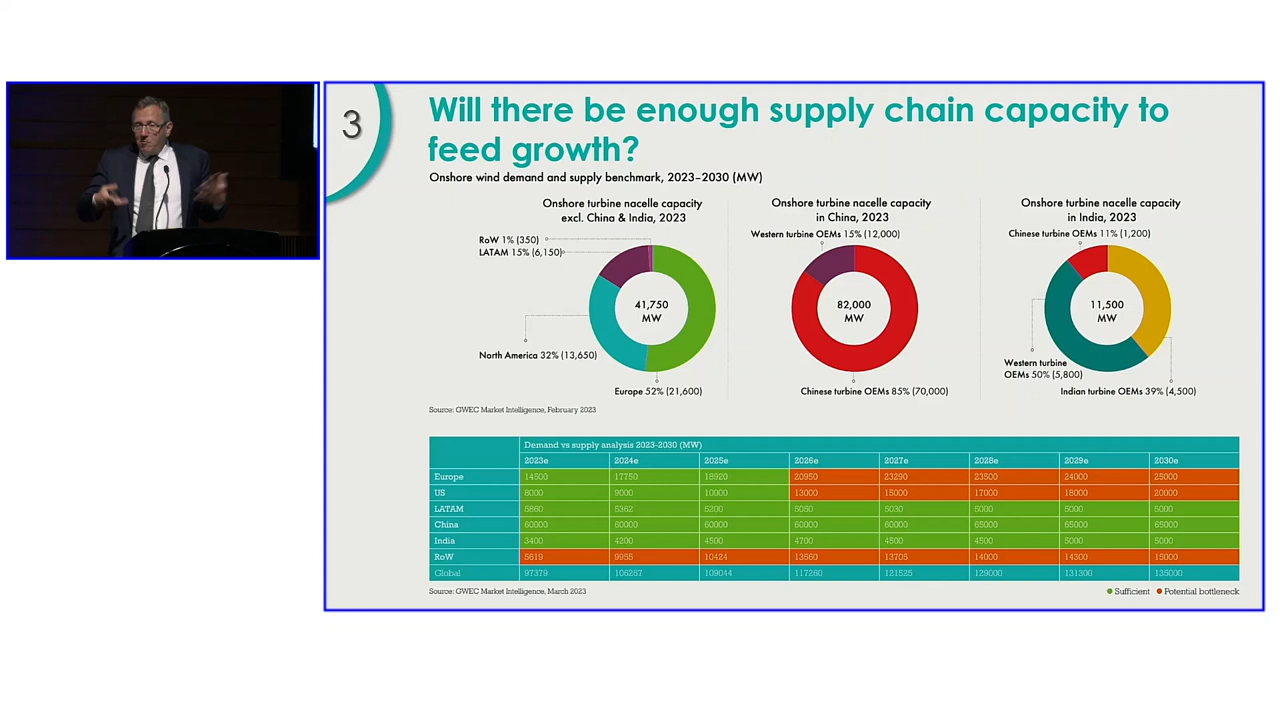 3
Will there be enough supply chain capacity to
feed growth?
Onshore wind demand and supply benchmark, 2023–2030 (MW)
Onshore turbine nacelle capacity
excl. China & India, 2023
RoW 1% (350)
LATAM 15% (6,150)
41,750
MW
North America 32% (13,650)
Europe 52% (21,600)
Onshore turbine nacelle capacity
in China, 2023
Western turbine OEMs 15% (12,000)
82,000
MW
Chinese turbine OEMs 85% (70,000)
Onshore turbine nacelle capacity
in India, 2023
Chinese turbine OEMs 11% (1,200)
11,500
MW
Western turbine
OEMs 50% (5,800)
Indian turbine OEMs 39% (4,500)
Source: GWEC Market Intelligence, February 2023
Demand vs supply analysis 2023-2030 (MW)
2023e 2024e 2025e 2026e 2027e 2028e 2029e 2030e
Europe 14500 17750 18920 20950 23290 23500 24000 25000
US 8000 9000 10000 13000 15000 17000 18000 20000
LATAM 5860 5362 5200 5050 5030 5000 5000 5000
China 60000 60000 60000 60000 60000 65000 65000 65000
India 3400 4200 4500 4700 4500 4500 5000 5000
RoW 5619 9955 10424 13560 13705 14000 14300 15000
Global 97379 106267 109044 117260 121525 129000 131300 135000
Source: GWEC Market Intelligence, March 2023
Sufficient
Potential bottleneck